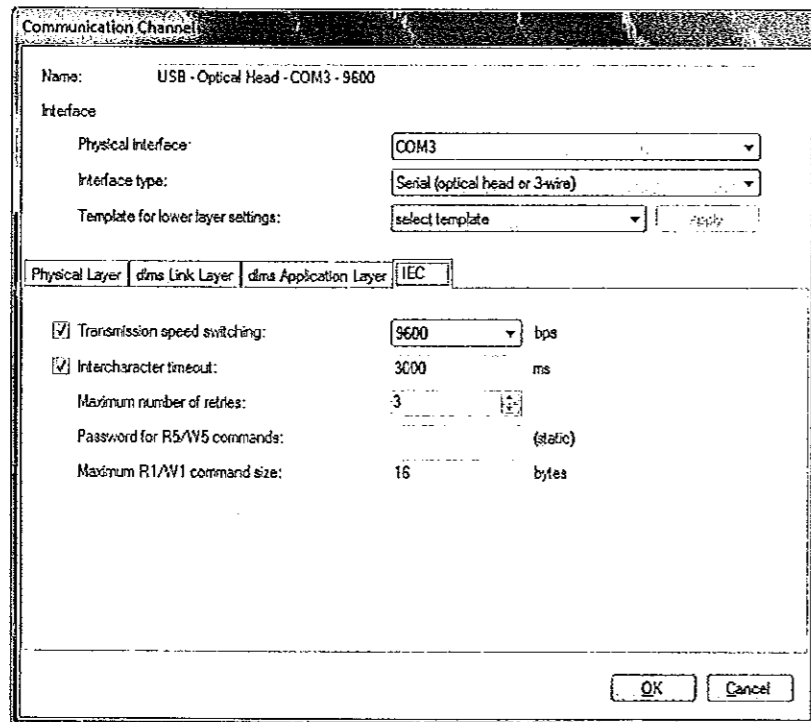 Communication Channel
Name: USB - Optical Head - COM3 - 9600
Interface
Physical interface: COM3
Interface type: Serial (optical head or 3-wire)
Template for lower layer settings: select template Apply
Physical Layer dlms Link Layer dlms Application Layer IEC
Transmission speed switching: 9600 bps
Intercharacter timeout: 3000 ms
Maximum number of retries: 3
Password for R5/W5 commands: (static)
Maximum R1/W1 command size: 16 bytes
OK Cancel